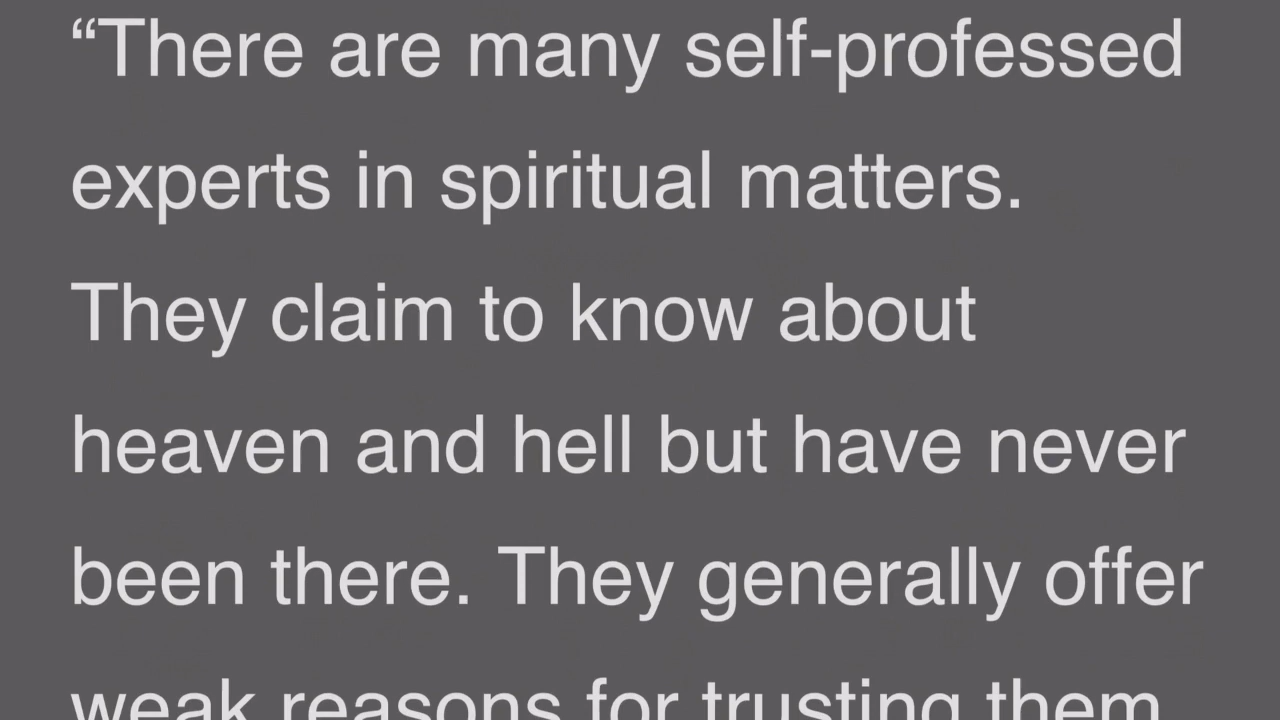 “There are many self-professed
experts in spiritual matters.
They claim to know about
heaven and hell but have never
been there. They generally offer
weak reasons for trusting them